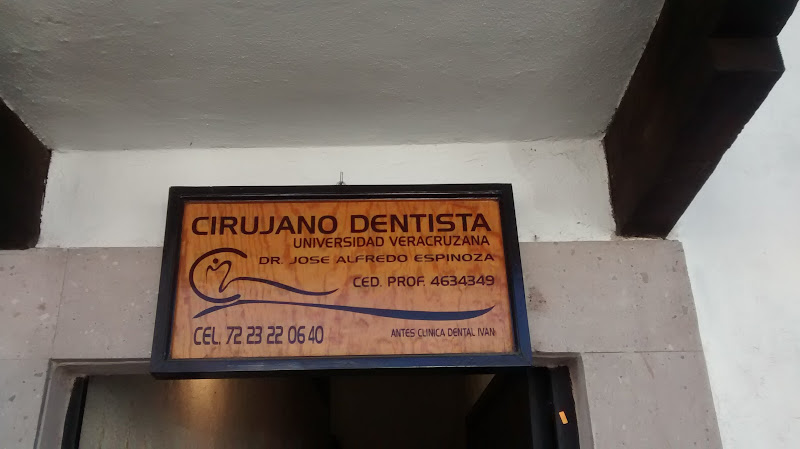 CIRUJANO DENTISTA
UNIVERSIDAD VERACRUZANA
DR. JOSE ALFREDO ESPINOZA
CED. PROF. 4634349
CEL. 72 23 22 06 40
ANTES CLINICA DENTAL IVAN